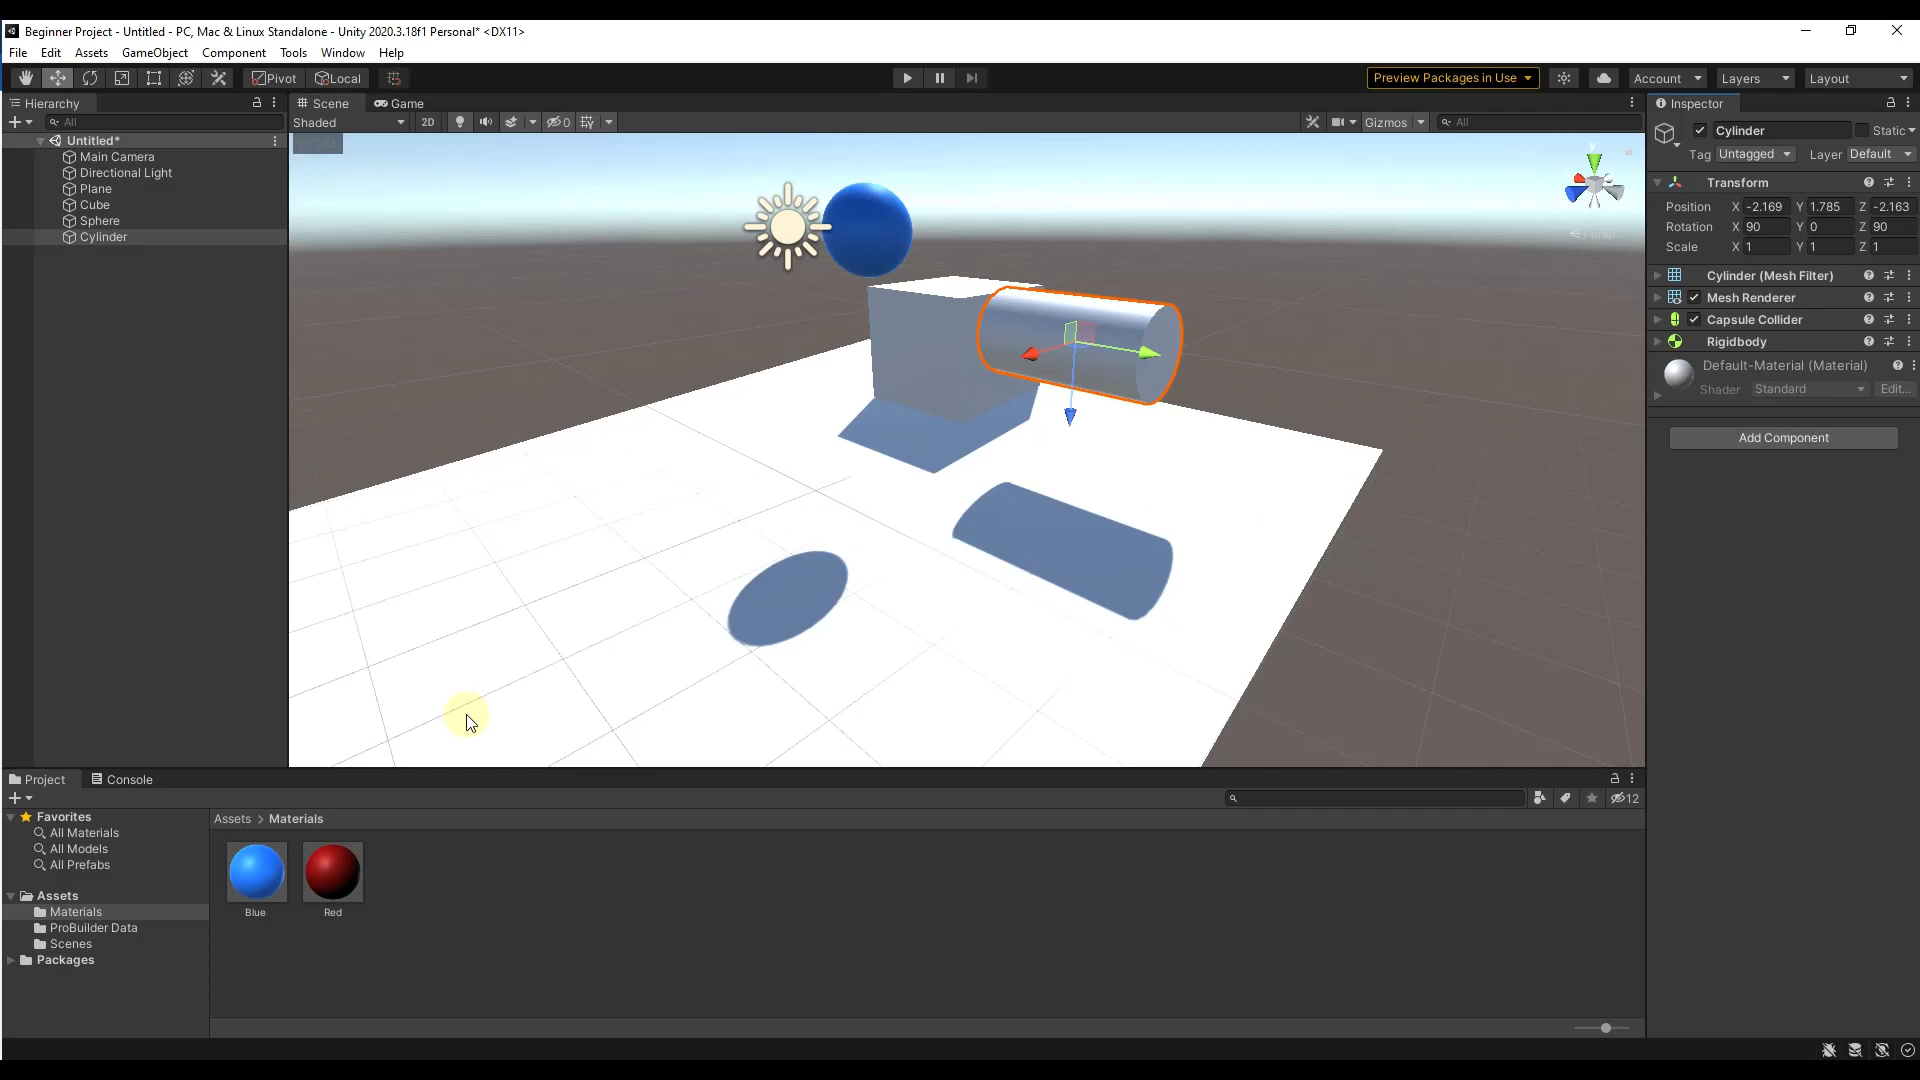 Beginner Project - Untitled - PC, Mac & Linux Standalone - Unity 2020.3.18f1 Personal* <DX11>
File Edit Assets GameObject Component Tools Window Help
Pivot Local Preview Packages in Use Account Layers Layout
Hierarchy
All
Untitled*
Main Camera
Directional Light
Plane
Cube
Sphere
Cylinder
Scene Game
Shaded 2D 0 Gizmos All
y
Persp
Inspector
Cylinder Static
Tag Untagged Layer Default
Transform
Position X -2.169 Y 1.785 Z -2.163
Rotation X 90 Y 0 Z 90
Scale X 1 Y 1 Z 1
Cylinder (Mesh Filter)
Mesh Renderer
Capsule Collider
Rigidbody
Default-Material (Material)
Shader Standard Edit...
Add Component
Project Console
12
Favorites
All Materials
All Models
All Prefabs
Assets
Materials
ProBuilder Data
Scenes
Packages
Assets > Materials
Blue Red